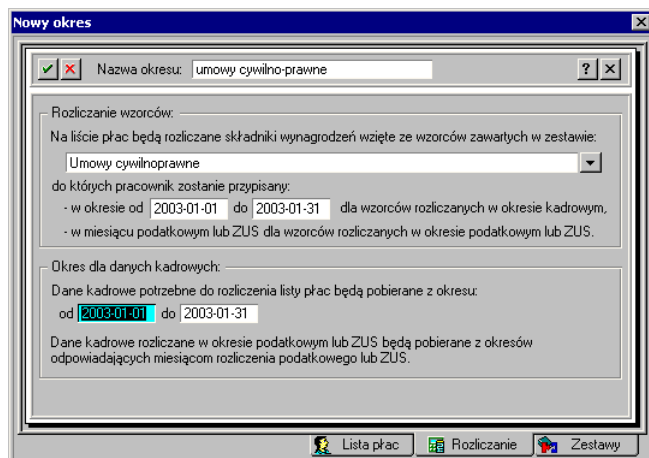 Nowy okres
Nazwa okresu: umowy cywilno-prawne ?
Rozliczanie wzorców:
Na liście płac będą rozliczane składniki wynagrodzeń wzięte ze wzorców zawartych w zestawie:
Umowy cywilnoprawne
do których pracownik zostanie przypisany:
- w okresie od 2003-01-01 do 2003-01-31 dla wzorców rozliczanych w okresie kadrowym,
- w miesiącu podatkowym lub ZUS dla wzorców rozliczanych w okresie podatkowym lub ZUS.
Okres dla danych kadrowych:
Dane kadrowe potrzebne do rozliczenia listy płac będą pobierane z okresu:
od 2003-01-01 do 2003-01-31
Dane kadrowe rozliczane w okresie podatkowym lub ZUS będą pobierane z okresów
odpowiadających miesiącom rozliczenia podatkowego lub ZUS.
Lista płac Rozliczanie Zestawy